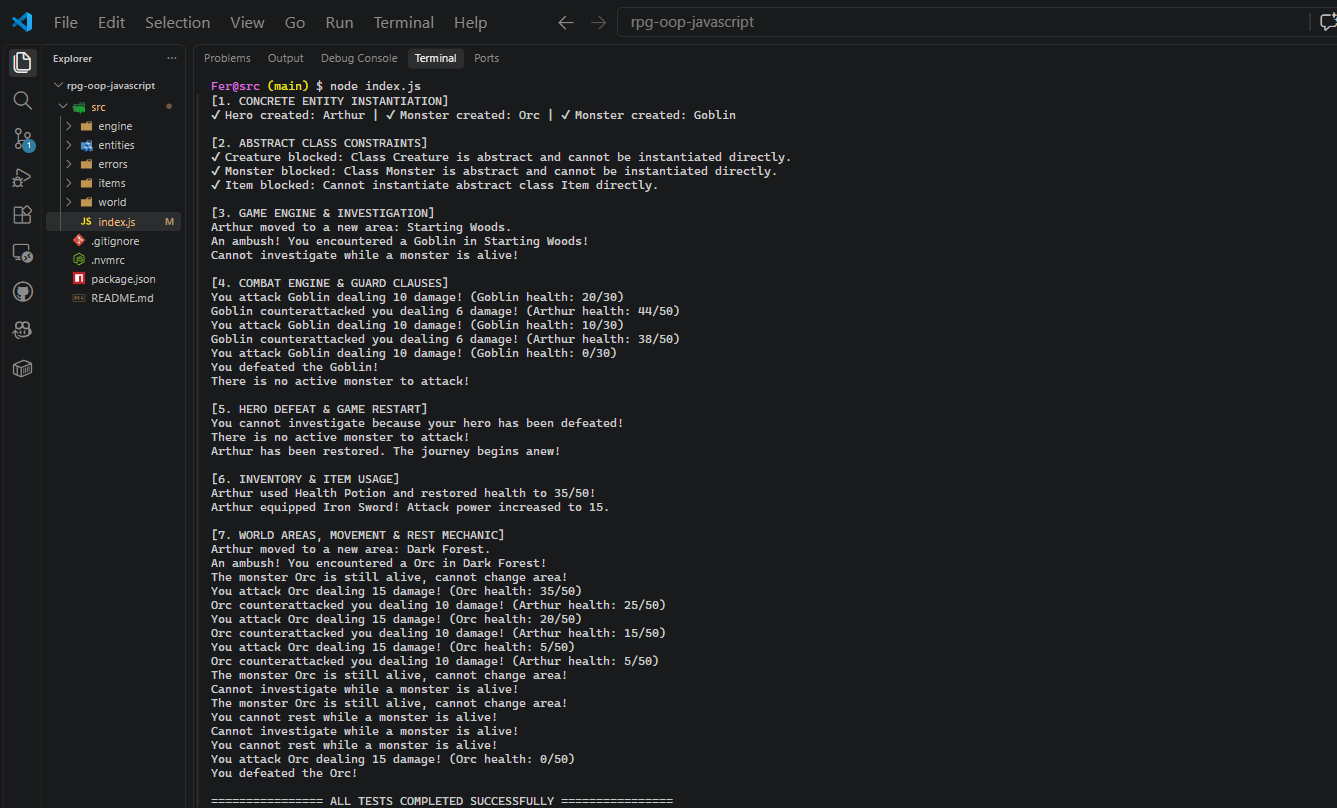 File Edit Selection View Go Run Terminal Help
rpg-oop-javascript
Explorer
rpg-oop-javascript
src
engine
entities
errors
items
world
JS index.js M
.gitignore
.nvmrc
package.json
README.md
1
Problems Output Debug Console Terminal Ports
Fer@src (main) $ node index.js
[1. CONCRETE ENTITY INSTANTIATION]
✓ Hero created: Arthur | ✓ Monster created: Orc | ✓ Monster created: Goblin
[2. ABSTRACT CLASS CONSTRAINTS]
✓ Creature blocked: Class Creature is abstract and cannot be instantiated directly.
✓ Monster blocked: Class Monster is abstract and cannot be instantiated directly.
✓ Item blocked: Cannot instantiate abstract class Item directly.
[3. GAME ENGINE & INVESTIGATION]
Arthur moved to a new area: Starting Woods.
An ambush! You encountered a Goblin in Starting Woods!
Cannot investigate while a monster is alive!
[4. COMBAT ENGINE & GUARD CLAUSES]
You attack Goblin dealing 10 damage! (Goblin health: 20/30)
Goblin counterattacked you dealing 6 damage! (Arthur health: 44/50)
You attack Goblin dealing 10 damage! (Goblin health: 10/30)
Goblin counterattacked you dealing 6 damage! (Arthur health: 38/50)
You attack Goblin dealing 10 damage! (Goblin health: 0/30)
You defeated the Goblin!
There is no active monster to attack!
[5. HERO DEFEAT & GAME RESTART]
You cannot investigate because your hero has been defeated!
There is no active monster to attack!
Arthur has been restored. The journey begins anew!
[6. INVENTORY & ITEM USAGE]
Arthur used Health Potion and restored health to 35/50!
Arthur equipped Iron Sword! Attack power increased to 15.
[7. WORLD AREAS, MOVEMENT & REST MECHANIC]
Arthur moved to a new area: Dark Forest.
An ambush! You encountered a Orc in Dark Forest!
The monster Orc is still alive, cannot change area!
You attack Orc dealing 15 damage! (Orc health: 35/50)
Orc counterattacked you dealing 10 damage! (Arthur health: 25/50)
You attack Orc dealing 15 damage! (Orc health: 20/50)
Orc counterattacked you dealing 10 damage! (Arthur health: 15/50)
You attack Orc dealing 15 damage! (Orc health: 5/50)
Orc counterattacked you dealing 10 damage! (Arthur health: 5/50)
The monster Orc is still alive, cannot change area!
Cannot investigate while a monster is alive!
The monster Orc is still alive, cannot change area!
You cannot rest while a monster is alive!
Cannot investigate while a monster is alive!
You cannot rest while a monster is alive!
You attack Orc dealing 15 damage! (Orc health: 0/50)
You defeated the Orc!
================ ALL TESTS COMPLETED SUCCESSFULLY ================